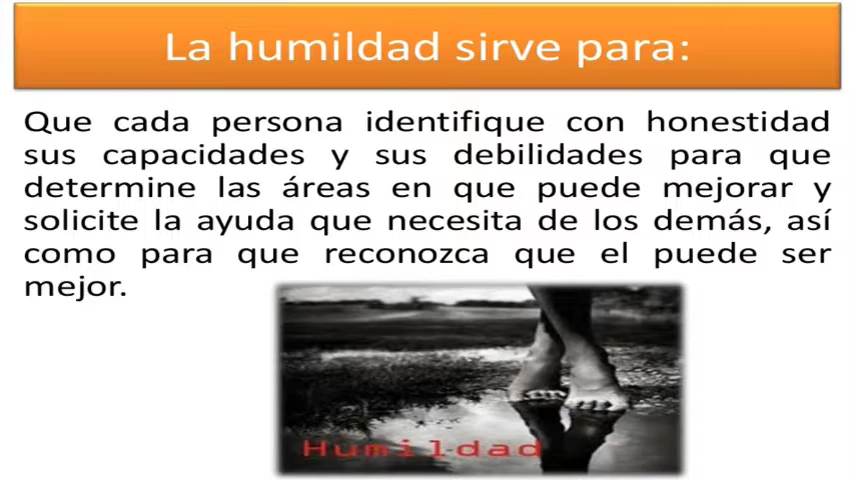 La humildad sirve para:
Que cada persona identifique con honestidad
sus capacidades y sus debilidades para que
determine las áreas en que puede mejorar y
solicite la ayuda que necesita de los demás, así
como para que reconozca que el puede ser
mejor.
Humildad